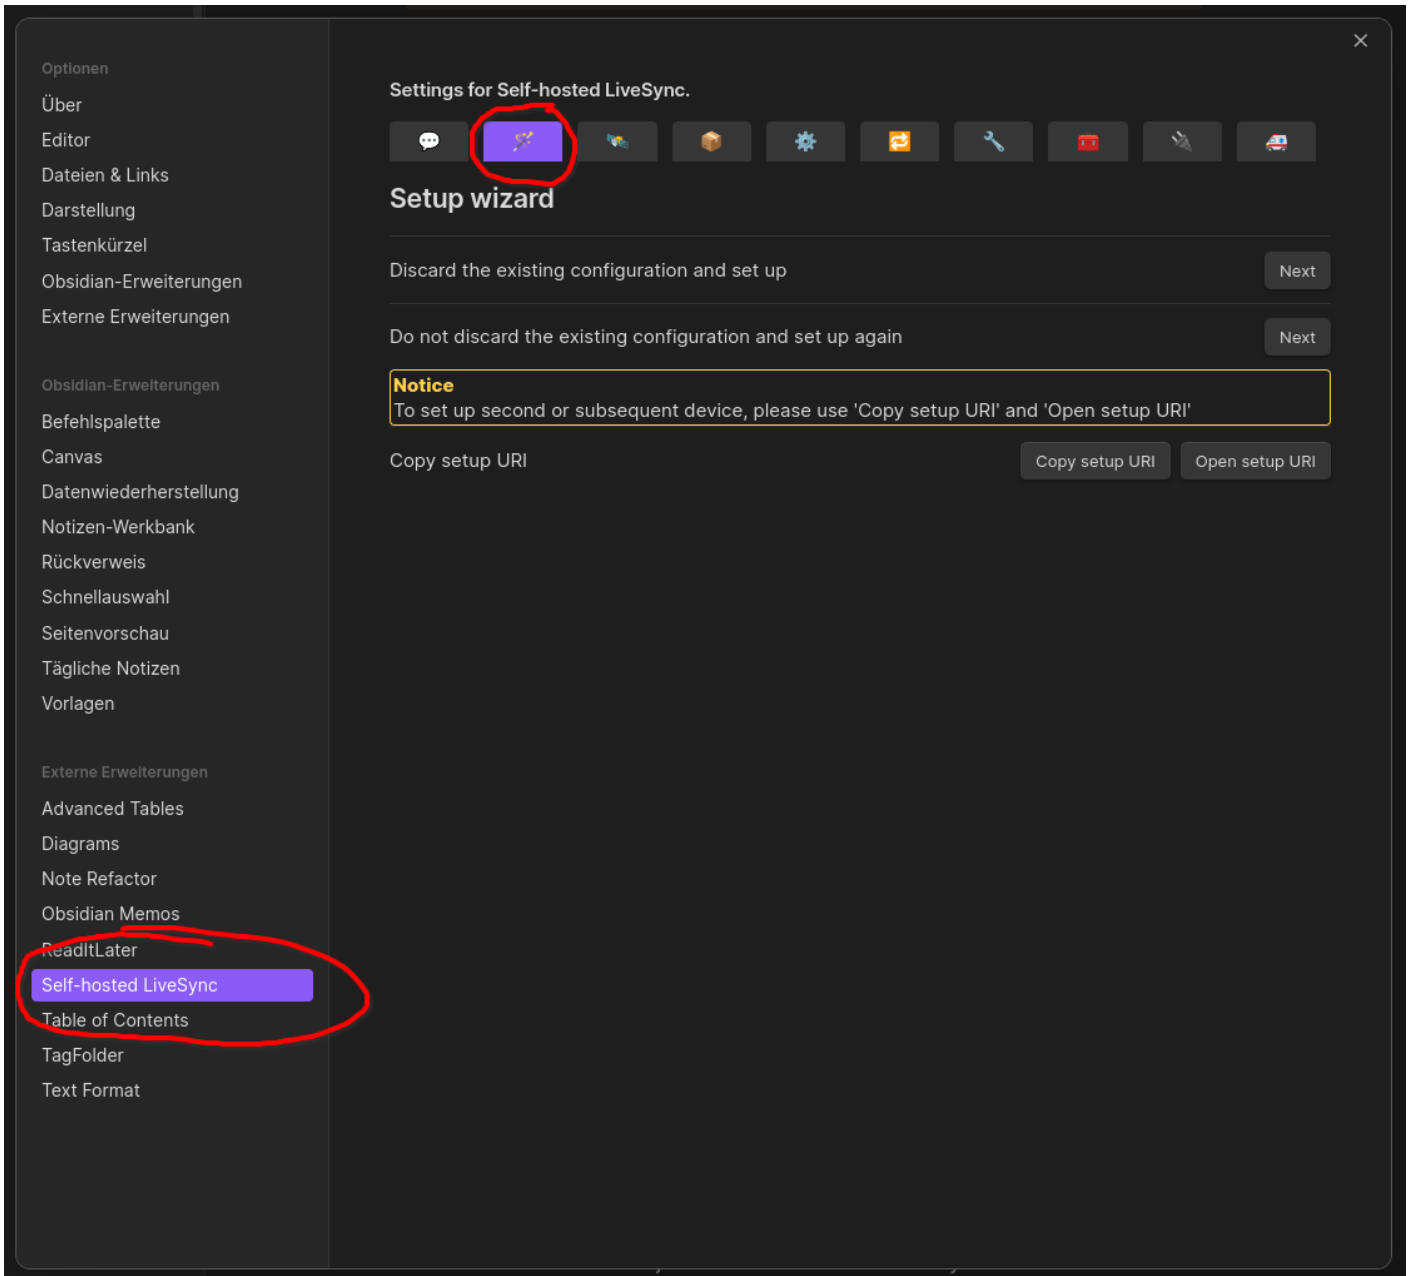 Optionen
Über
Editor
Dateien & Links
Darstellung
Tastenkürzel
Obsidian-Erweiterungen
Externe Erweiterungen
Obsidian-Erweiterungen
Befehlspalette
Canvas
Datenwiederherstellung
Notizen-Werkbank
Rückverweis
Schnellauswahl
Seitenvorschau
Tägliche Notizen
Vorlagen
Externe Erweiterungen
Advanced Tables
Diagrams
Note Refactor
Obsidian Memos
ReadItLater
Self-hosted LiveSync
Table of Contents
TagFolder
Text Format
Settings for Self-hosted LiveSync.
Setup wizard
Discard the existing configuration and set up
Next
Do not discard the existing configuration and set up again
Next
Notice
To set up second or subsequent device, please use 'Copy setup URI' and 'Open setup URI'
Copy setup URI
Copy setup URI
Open setup URI